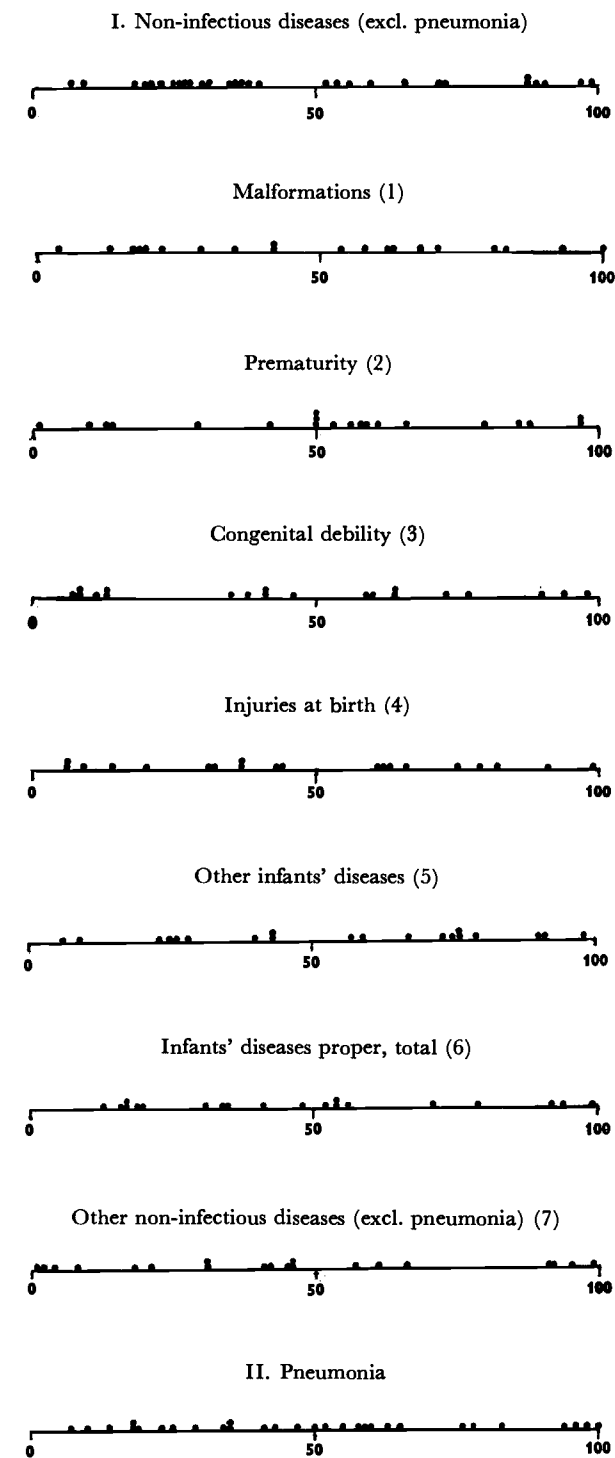 I. Non-infectious diseases (excl. pneumonia)
0 50 100
Malformations (1)
0 50 100
Prematurity (2)
0 50 100
Congenital debility (3)
0 50 100
Injuries at birth (4)
0 50 100
Other infants' diseases (5)
0 50 100
Infants' diseases proper, total (6)
0 50 100
Other non-infectious diseases (excl. pneumonia) (7)
0 50 100
II. Pneumonia
0 50 100